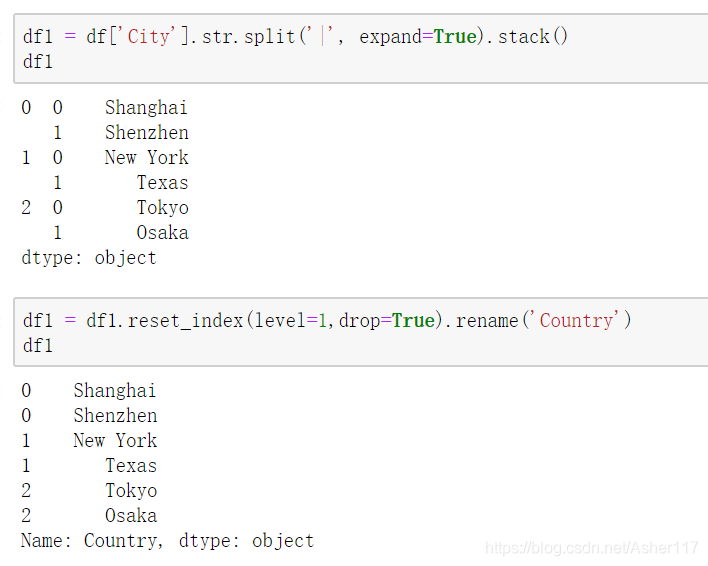 df1 = df['City'].str.split('|', expand=True).stack()
df1
0  0    Shanghai
   1    Shenzhen
1  0    New York
   1       Texas
2  0       Tokyo
   1       Osaka
dtype: object
df1 = df1.reset_index(level=1,drop=True).rename('Country')
df1
0    Shanghai
0    Shenzhen
1    New York
1       Texas
2       Tokyo
2       Osaka
Name: Country, dtype: object
https://blog.csdn.net/Asher117